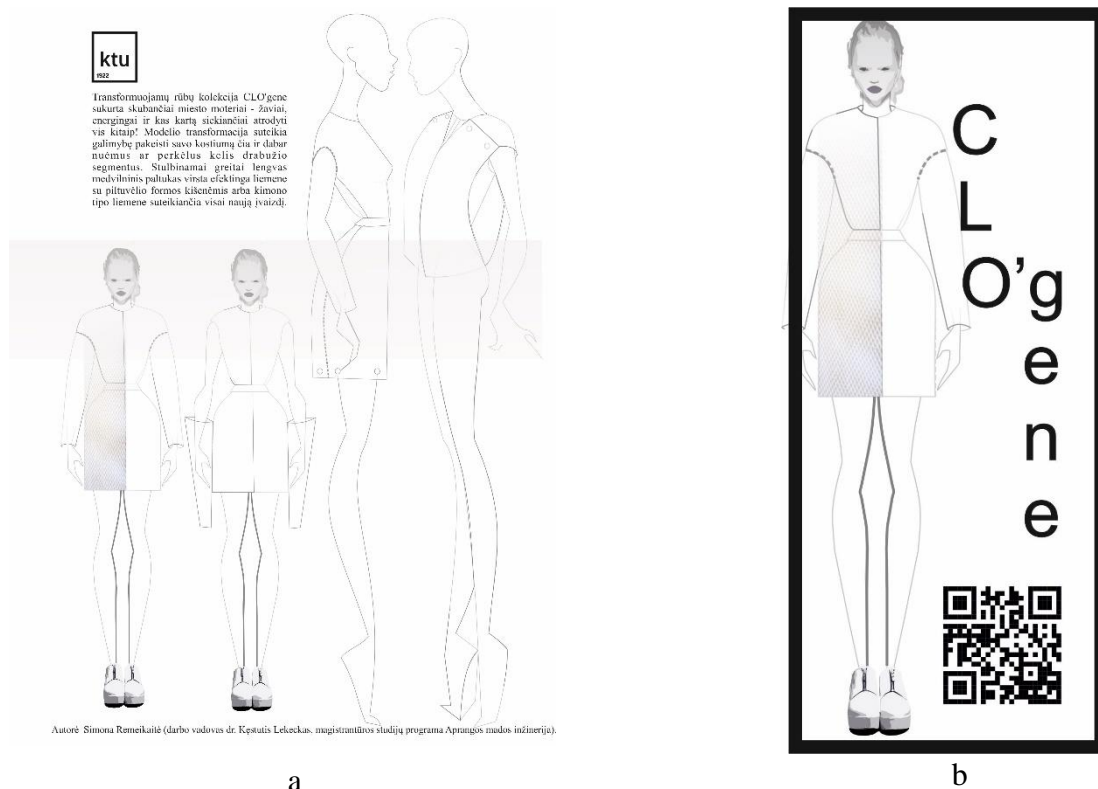 ktu
1922
Transformuojamų rūbų kolekcija CLO'gene
sukurta skubančiai miesto moteriai - žaviai,
energingai ir kas kartą siekiančiai atrodyti
vis kitaip! Modelio transformacija suteikia
galimybę pakeisti savo kostiumą čia ir dabar
nuėmus ar perkėlus kelis drabužio
segmentus. Stulbinamai greitai lengvas
medvilninis paltukas virsta efektinga liemene
su piltuvėlio formos kišenėmis arba kimono
tipo liemene suteikiančia visai naują įvaizdį.
Autorė Simona Remeikaitė (darbo vadovas dr. Kęstutis Lekeckas, magistrantūros studijų programa Aprangos mados inžinerija).
a
C
L
O'g
e
n
e
b